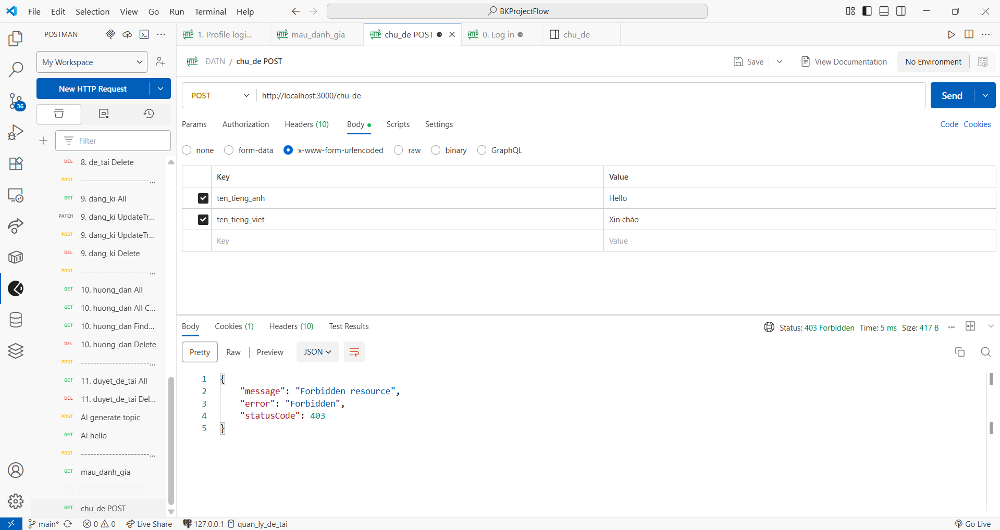 File Edit Selection View Go Run Terminal Help
BKProjectFlow
POSTMAN
1. Profile logi...
mau_danh_gia
chu_de POST
0. Log in
chu_de
My Workspace
ĐATN / chu_de POST
Save
View Documentation
No Environment
New HTTP Request
POST
http://localhost:3000/chu-de
Send
36
Params
Authorization
Headers (10)
Body
Scripts
Settings
Code
Cookies
Filter
none
form-data
x-www-form-urlencoded
raw
binary
GraphQL
Key
Value
ten_tieng_anh
Hello
ten_tieng_viet
Xin chào
Key
Value
DEL 8. de_tai Delete
POST ----------------------...
GET 9. dang_ki All
PATCH 9. dang_ki UpdateTr...
POST 9. dang_ki UpdateTr...
DEL 9. dang_ki Delete
POST ----------------------...
GET 10. huong_dan All
GET 10. huong_dan All C...
GET 10. huong_dan Find...
DEL 10. huong_dan Delete
POST ----------------------...
GET 11. duyet_de_tai All
DEL 11. duyet_de_tai Del...
POST AI generate topic
GET AI hello
POST ----------------------...
GET mau_danh_gia
GET chu_de POST
Body
Cookies (1)
Headers (10)
Test Results
Status: 403 Forbidden Time: 5 ms Size: 417 B
Pretty
Raw
Preview
JSON
1 {
2 "message": "Forbidden resource",
3 "error": "Forbidden",
4 "statusCode": 403
5 }
main*
0
0
Live Share
127.0.0.1
quan_ly_de_tai
Go Live